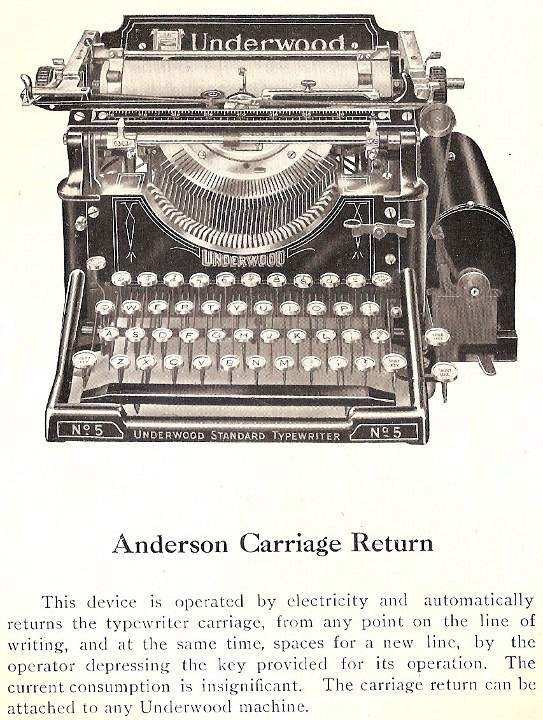 Underwood
UNDERWOOD
W E R T Y U I O P
A S D F G H J K L
Z X C V B N M
Nº 5 UNDERWOOD STANDARD TYPEWRITER Nº 5
Anderson Carriage Return
This device is operated by electricity and automatically
returns the typewriter carriage, from any point on the line of
writing, and at the same time, spaces for a new line, by the
operator depressing the key provided for its operation. The
current consumption is insignificant. The carriage return can be
attached to any Underwood machine.